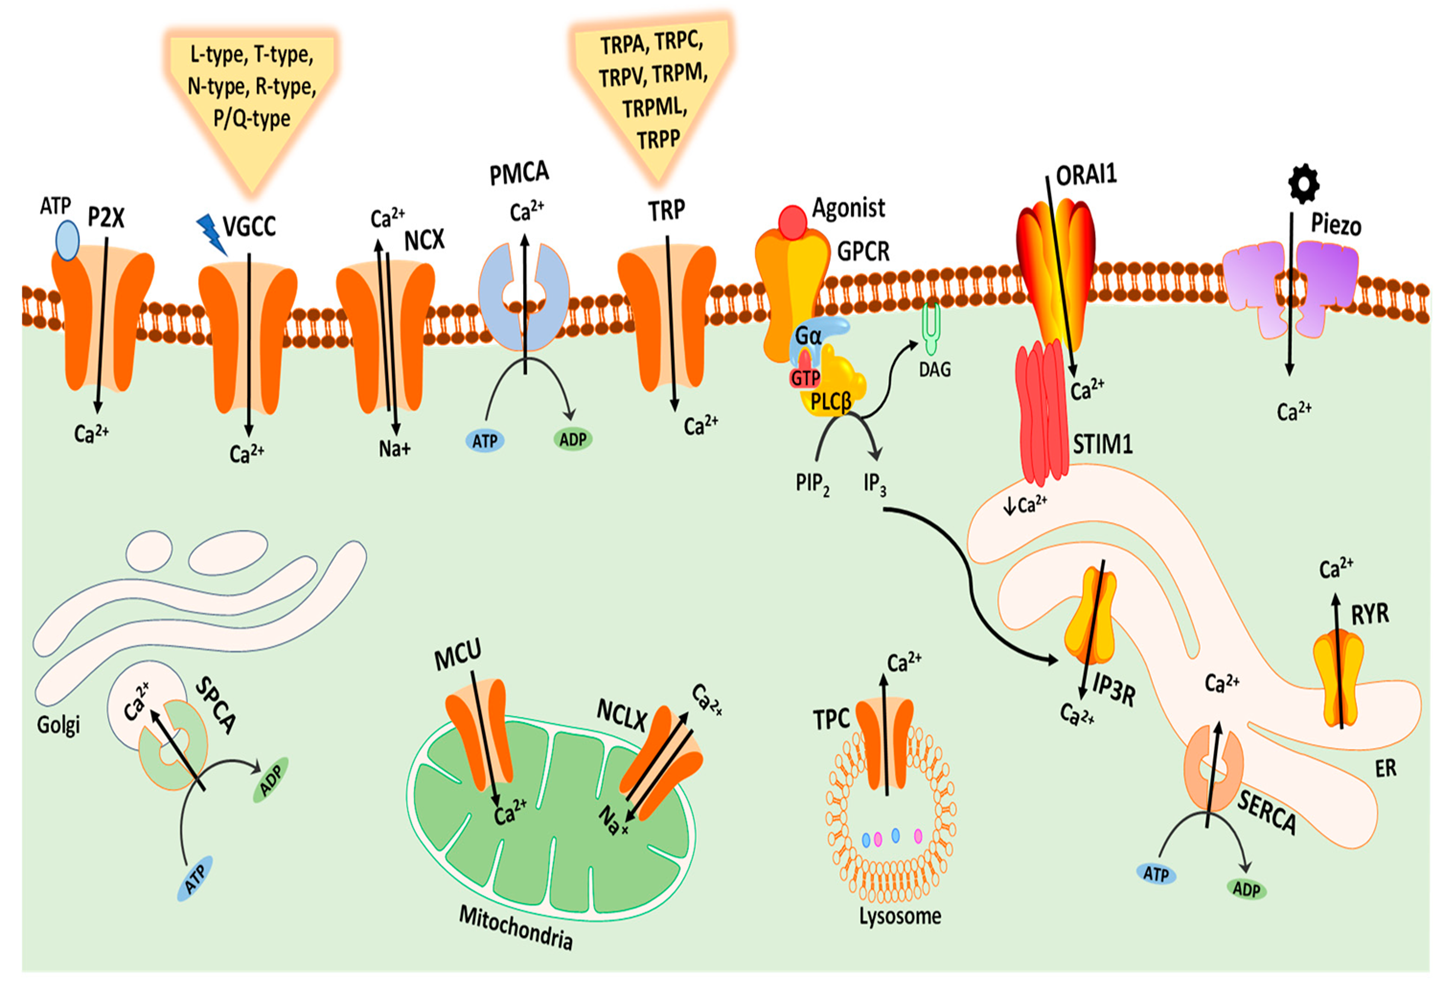 L-type, T-type,
N-type, R-type,
P/Q-type
TRPA, TRPC,
TRPV, TRPM,
TRPML,
TRPP
ATP
P2X
Ca²⁺
VGCC
Ca²⁺
Ca²⁺
NCX
Na+
PMCA
Ca²⁺
ATP
ADP
TRP
Ca²⁺
Agonist
GPCR
Gα
GTP
PLCβ
PIP₂
IP₃
DAG
ORAI1
Ca²⁺
STIM1
↓Ca²⁺
Piezo
Ca²⁺
Golgi
Ca²⁺
SPCA
ATP
ADP
MCU
Ca²⁺
NCLX
Ca²⁺
Na+
Mitochondria
TPC
Ca²⁺
Lysosome
IP3R
Ca²⁺
Ca²⁺
RYR
ER
Ca²⁺
SERCA
ATP
ADP